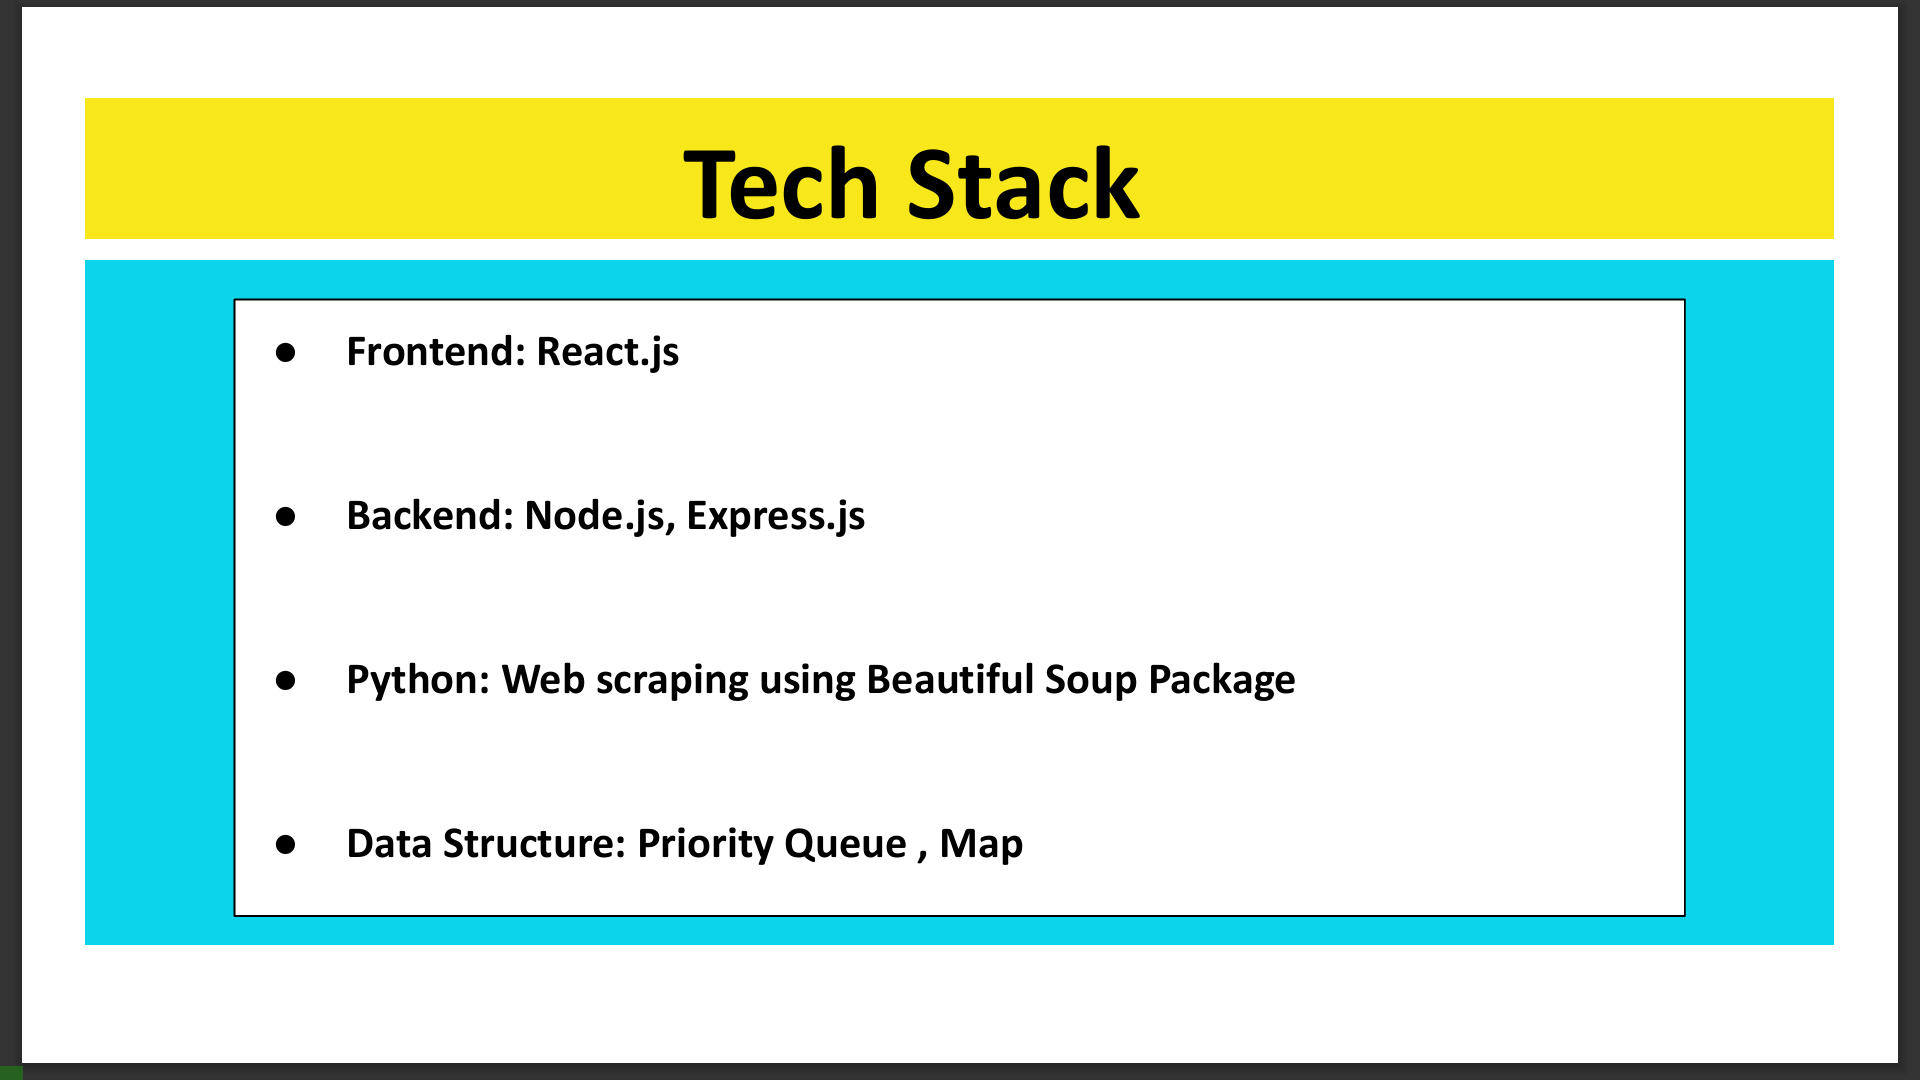 Tech Stack
● Frontend: React.js
● Backend: Node.js, Express.js
● Python: Web scraping using Beautiful Soup Package
● Data Structure: Priority Queue , Map